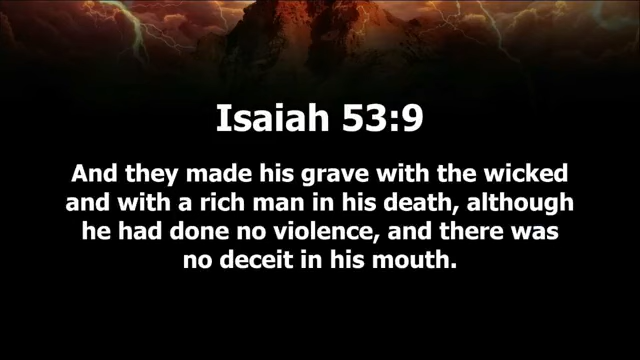 Isaiah 53:9
And they made his grave with the wicked
and with a rich man in his death, although
he had done no violence, and there was
no deceit in his mouth.